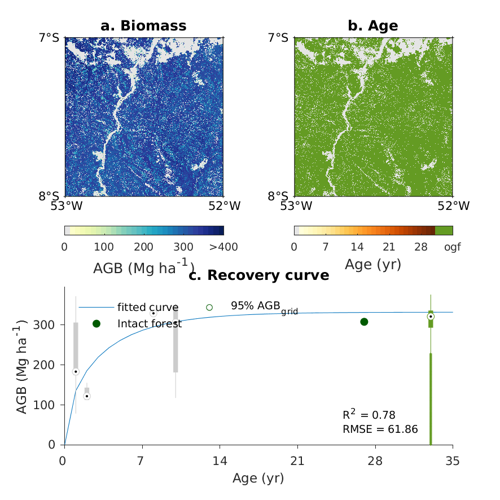 a. Biomass
b. Age
7°S
7°S
8°S
8°S
53°W
52°W
53°W
52°W
0 100 200 300 >400
0 7 14 21 28 ogf
AGB (Mg ha-1)
Age (yr)
c. Recovery curve
fitted curve
95% AGBgrid
Intact forest
300
200
100
0
AGB (Mg ha-1)
R2 = 0.78
RMSE = 61.86
0 7 14 21 28 35
Age (yr)